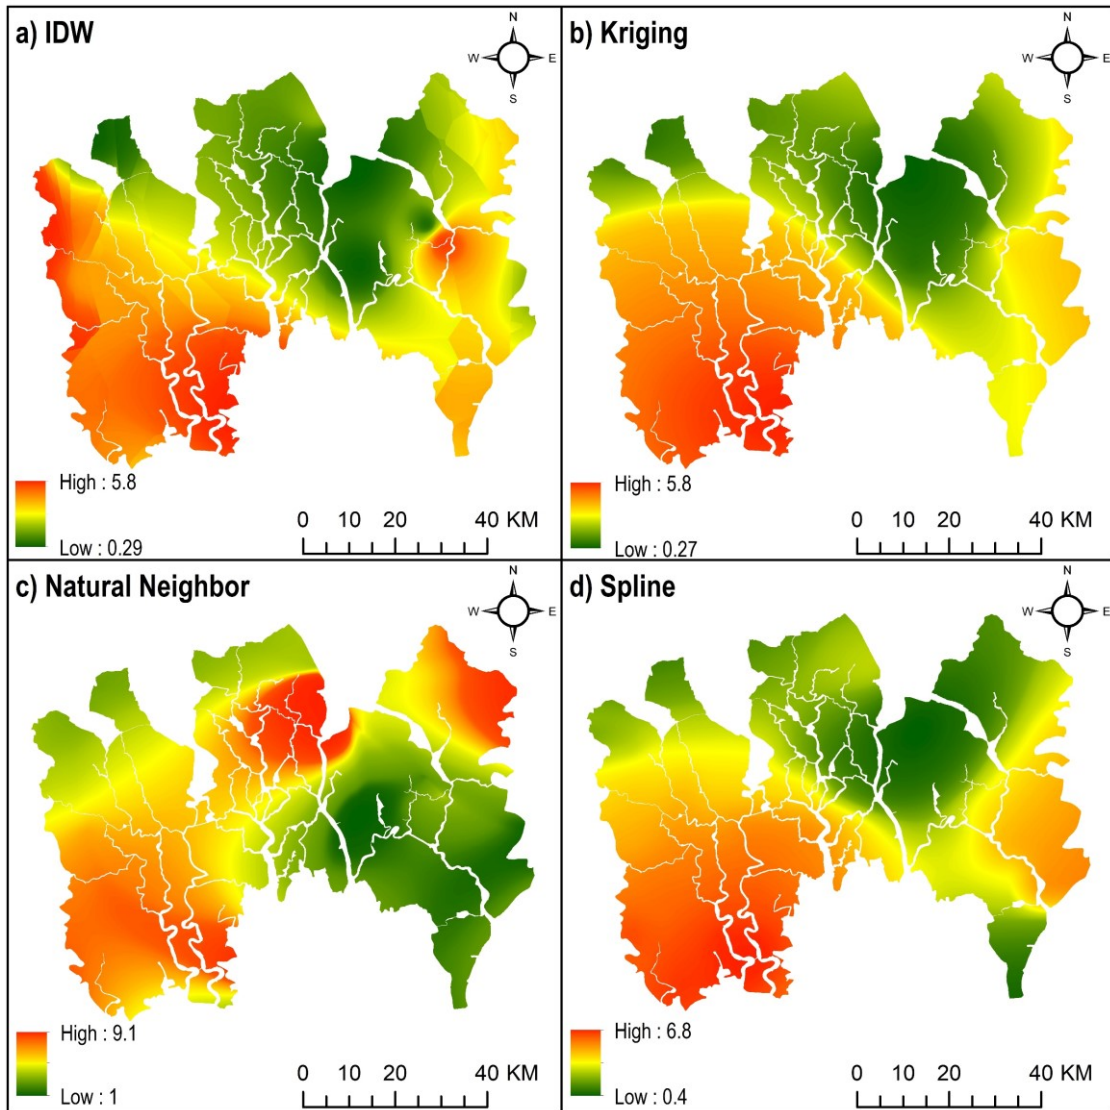 a) IDW
N
W E
S
High : 5.8
Low : 0.29
0 10 20 40 KM
b) Kriging
N
W E
S
High : 5.8
Low : 0.27
0 10 20 40 KM
c) Natural Neighbor
N
W E
S
High : 9.1
Low : 1
0 10 20 40 KM
d) Spline
N
W E
S
High : 6.8
Low : 0.4
0 10 20 40 KM